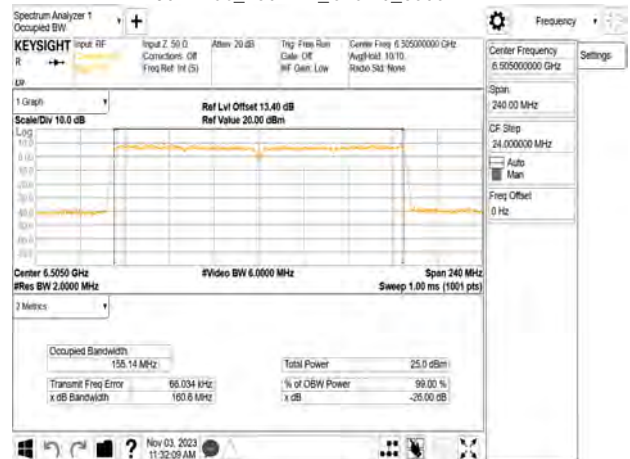 Spectrum Analyzer 1
Occupied BW
Frequency
KEYSIGHT
Input: RF
Input Z: 50 Ω
Corrections: Off
Freq Ref: Int (S)
Atten: 20 dB
Trig: Free Run
Gate: Off
#IF Gain: Low
Center Freq: 6.505000000 GHz
Avg|Hold: 10/10
Radio Std: None
R
Center Frequency
6.505000000 GHz
Settings
Span
240.00 MHz
CF Step
24.000000 MHz
Auto
Man
Freq Offset
0 Hz
1 Graph
Scale/Div 10.0 dB
Ref Lvl Offset 13.40 dB
Ref Value 20.00 dBm
Log
Center 6.5050 GHz
#Res BW 2.0000 MHz
#Video BW 6.0000 MHz
Span 240 MHz
Sweep 1.00 ms (1001 pts)
2 Metrics
Occupied Bandwidth
155.14 MHz
Total Power
25.0 dBm
Transmit Freq Error
66.034 kHz
% of OBW Power
99.00 %
x dB Bandwidth
160.6 MHz
x dB
-26.00 dB
Nov 03, 2023
11:32:09 AM